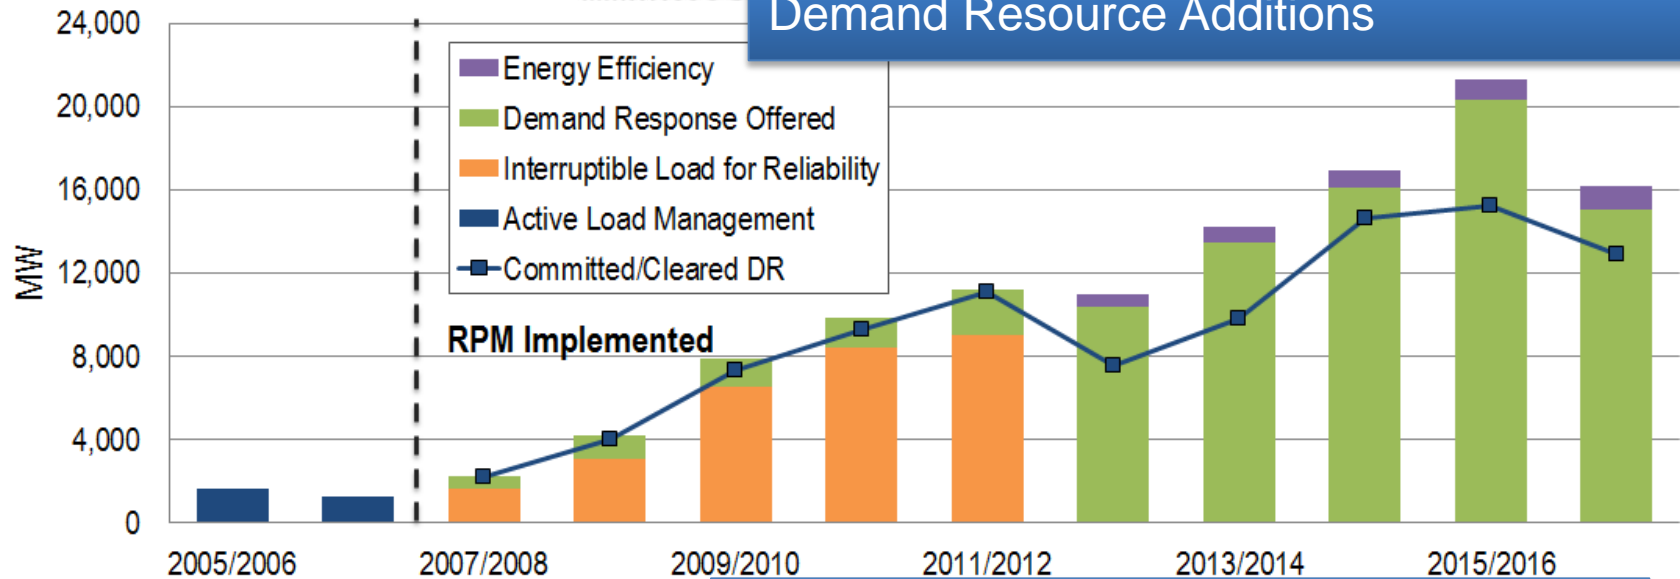 Demand Resource Additions
24,000
20,000
16,000
12,000
8,000
4,000
0
MW
Energy Efficiency
Demand Response Offered
Interruptible Load for Reliability
Active Load Management
Committed/Cleared DR
RPM Implemented
2005/2006 2007/2008 2009/2010 2011/2012 2013/2014 2015/2016